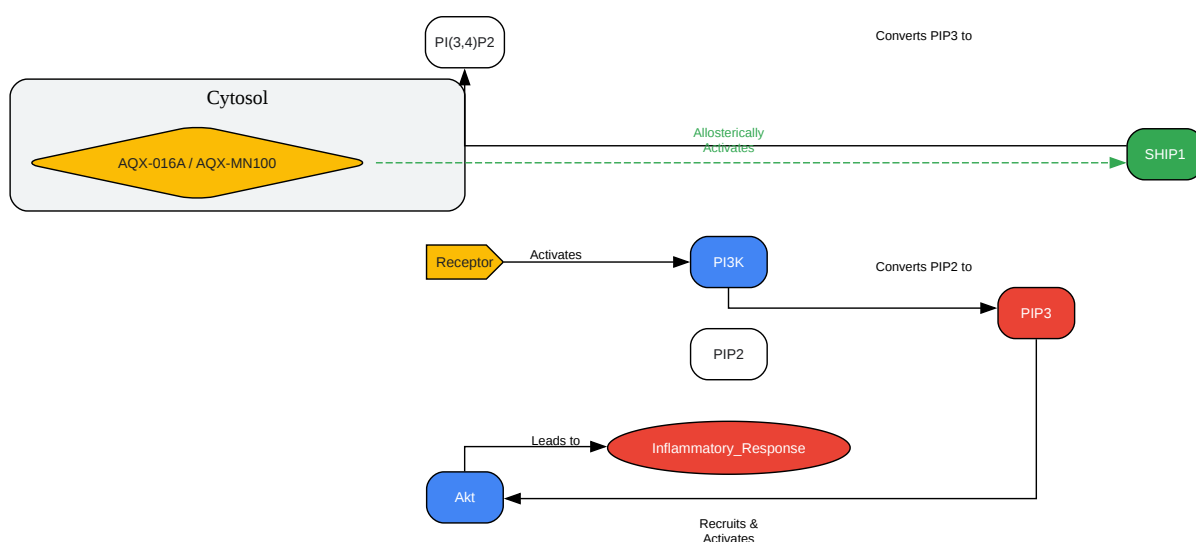 PI(3,4)P2
Converts PIP3 to
Cytosol
Allosterically
Activates
AQX-016A / AQX-MN100
SHIP1
Receptor
Activates
PI3K
Converts PIP2 to
PIP3
PIP2
Leads to
Inflammatory_Response
Akt
Recruits &
Activates